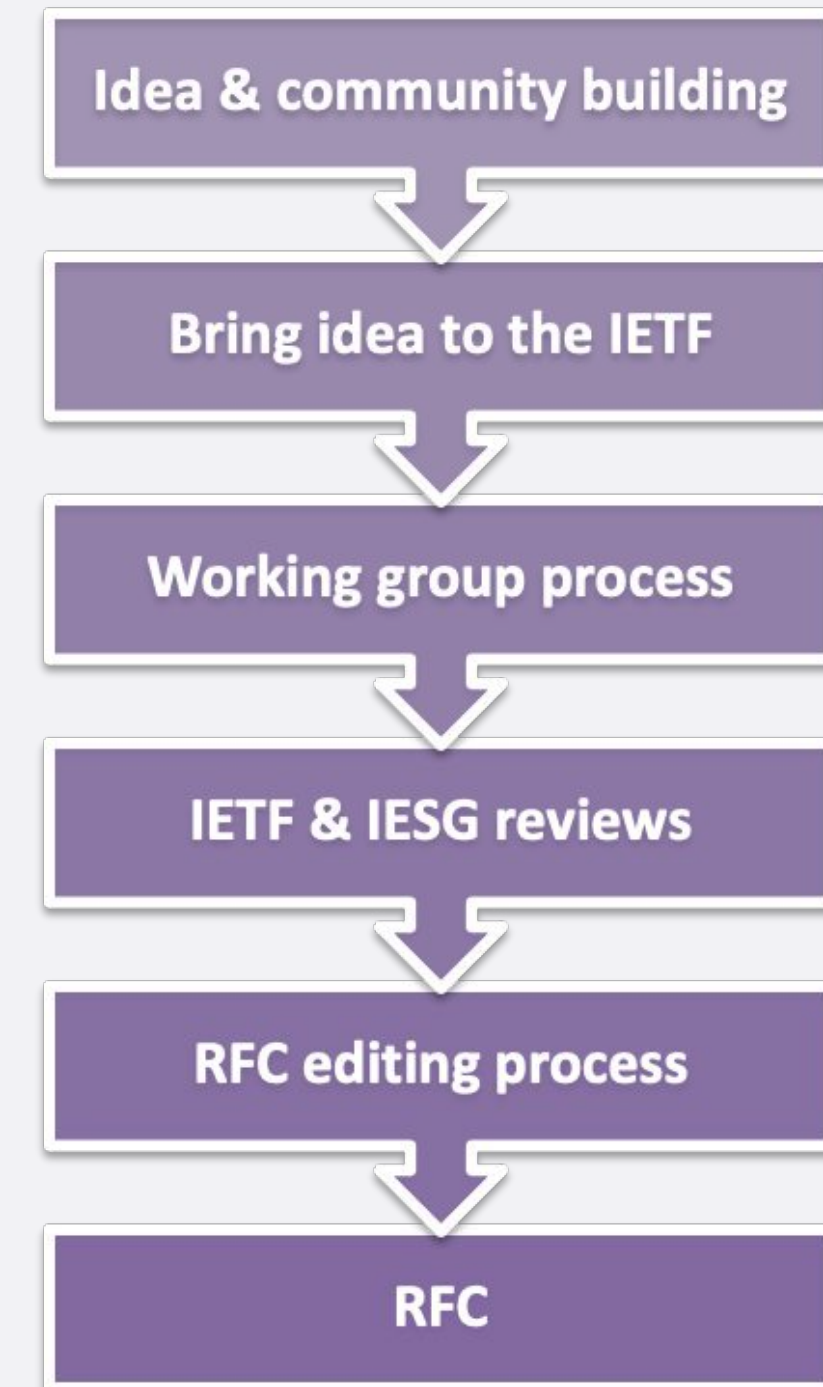 Idea & community building
Bring idea to the IETF
Working group process
IETF & IESG reviews
RFC editing process
RFC